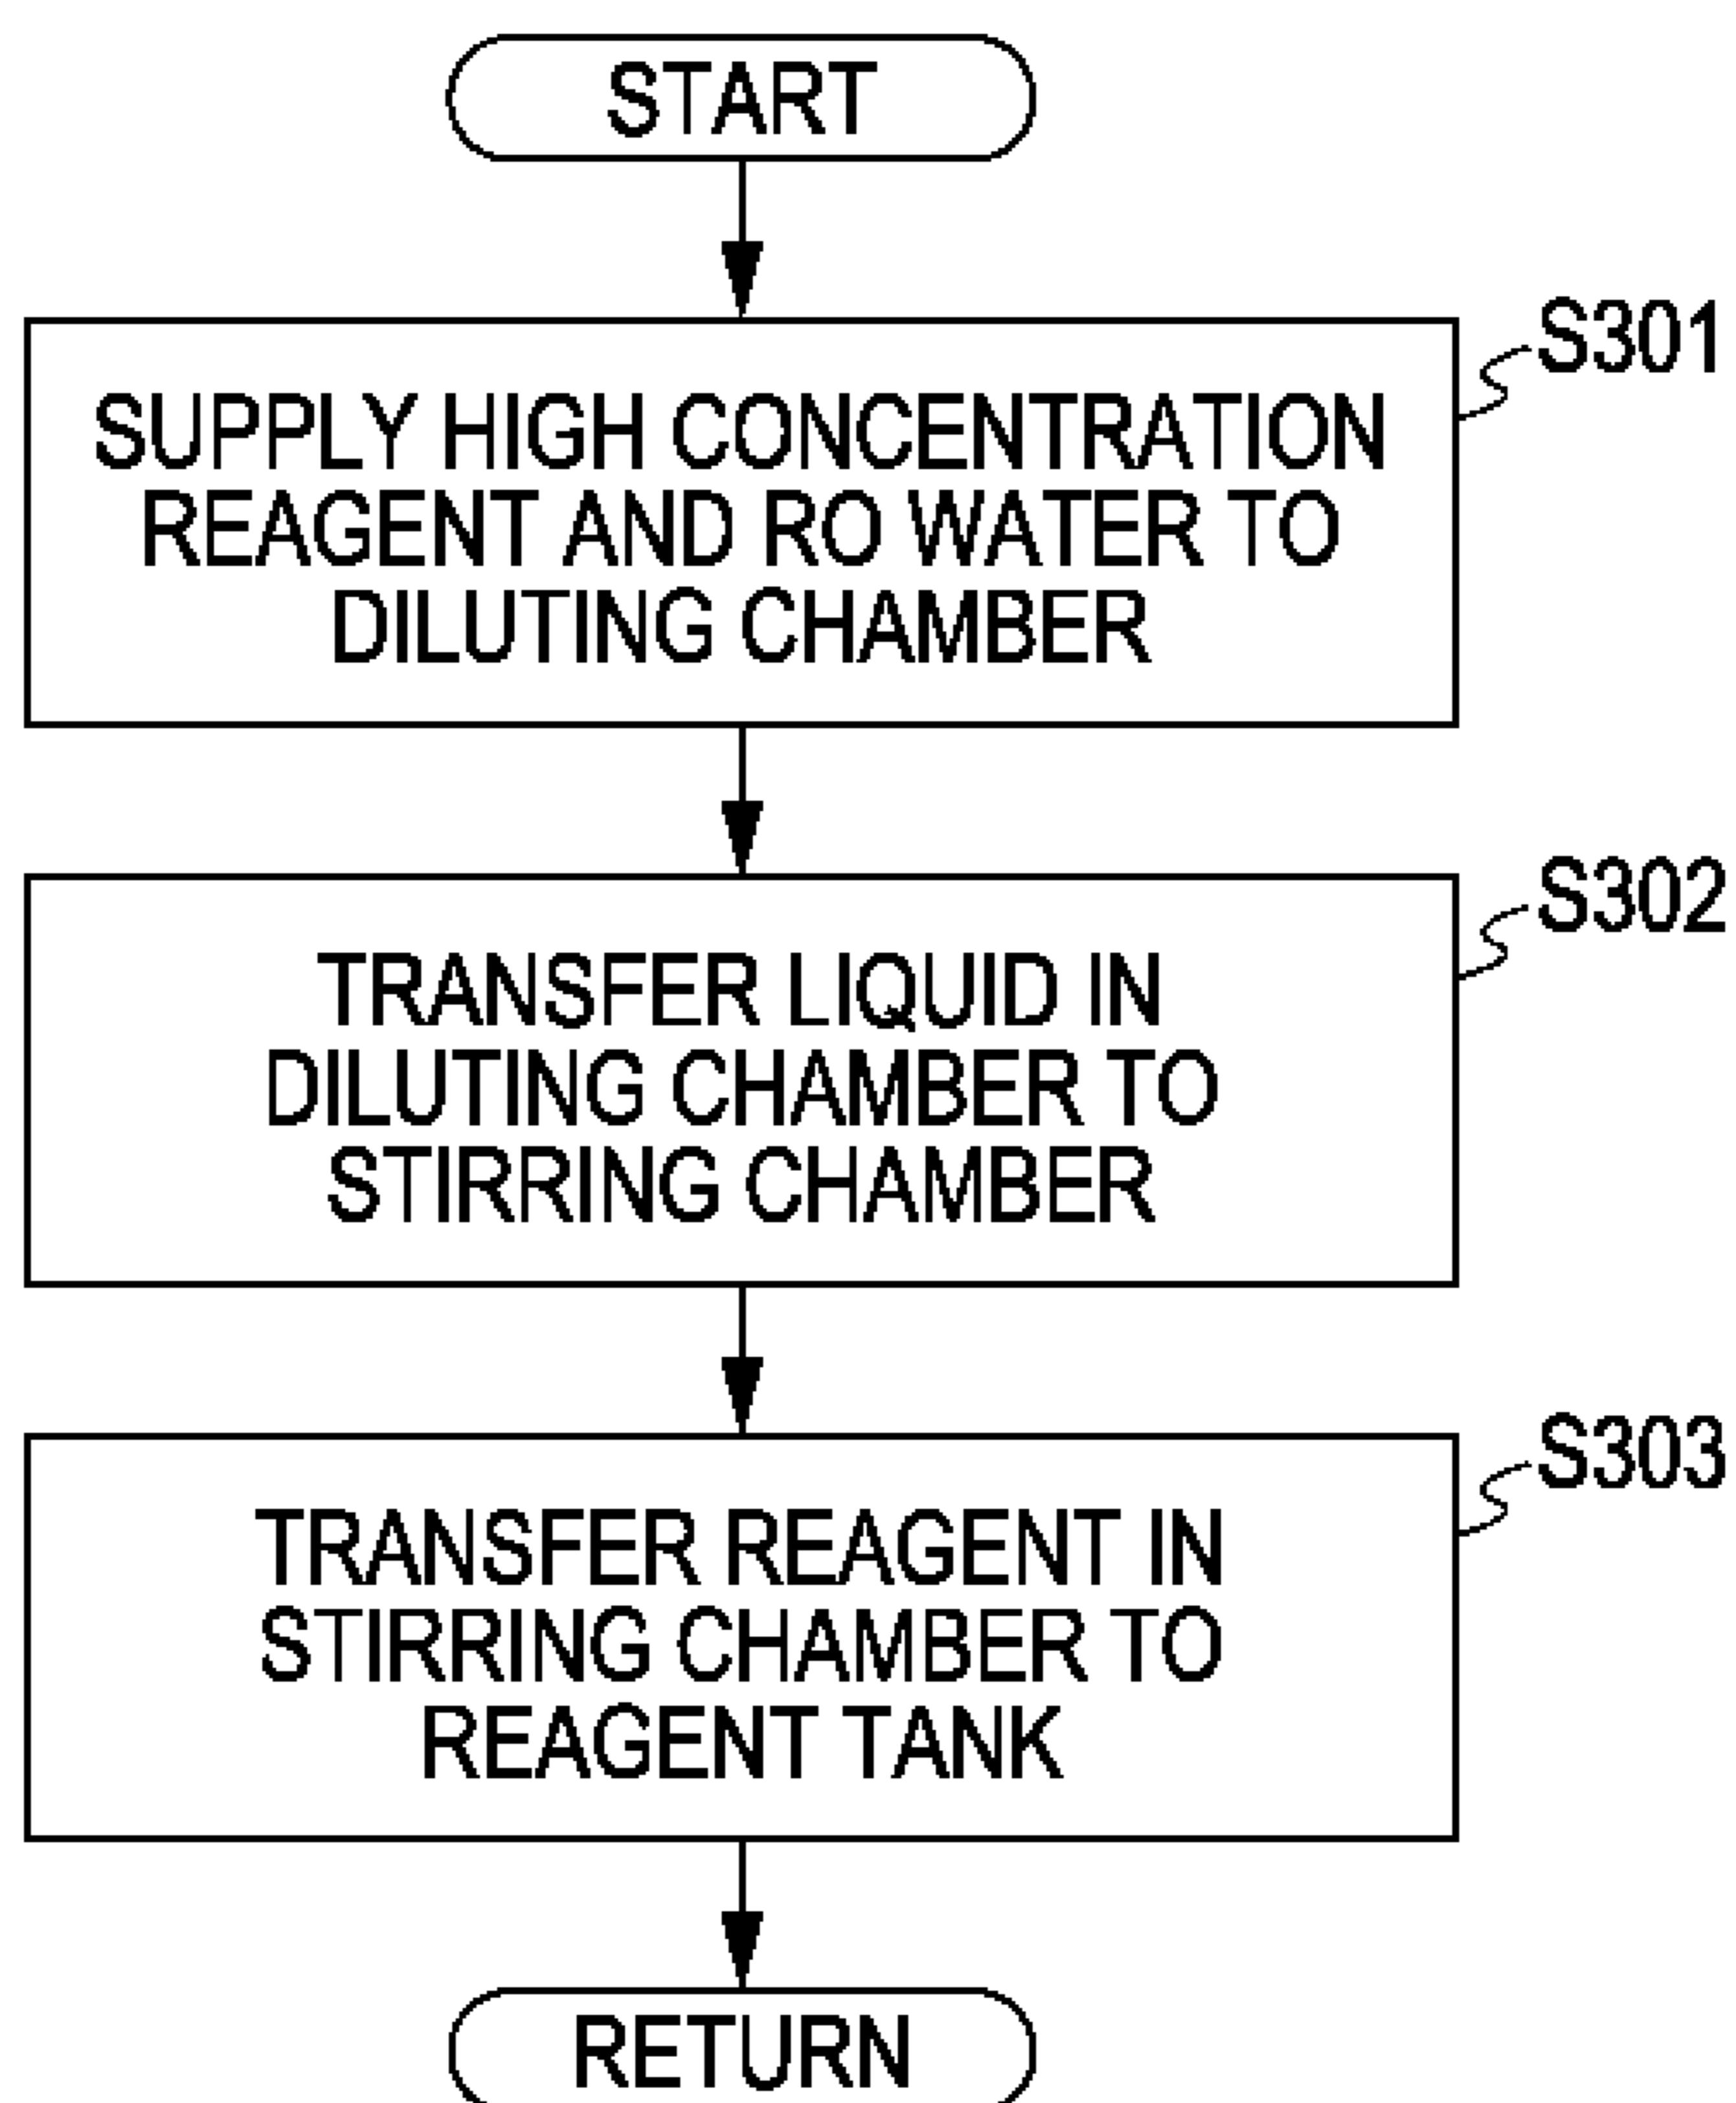 START
S301
SUPPLY HIGH CONCENTRATION
REAGENT AND RO WATER TO
DILUTING CHAMBER
S302
TRANSFER LIQUID IN
DILUTING CHAMBER TO
STIRRING CHAMBER
S303
TRANSFER REAGENT IN
STIRRING CHAMBER TO
REAGENT TANK
RETURN